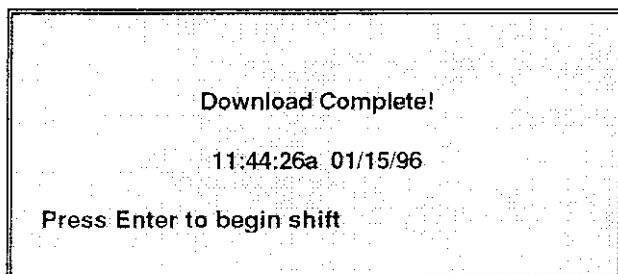 Download Complete!
11:44:26a 01/15/96
Press Enter to begin shift